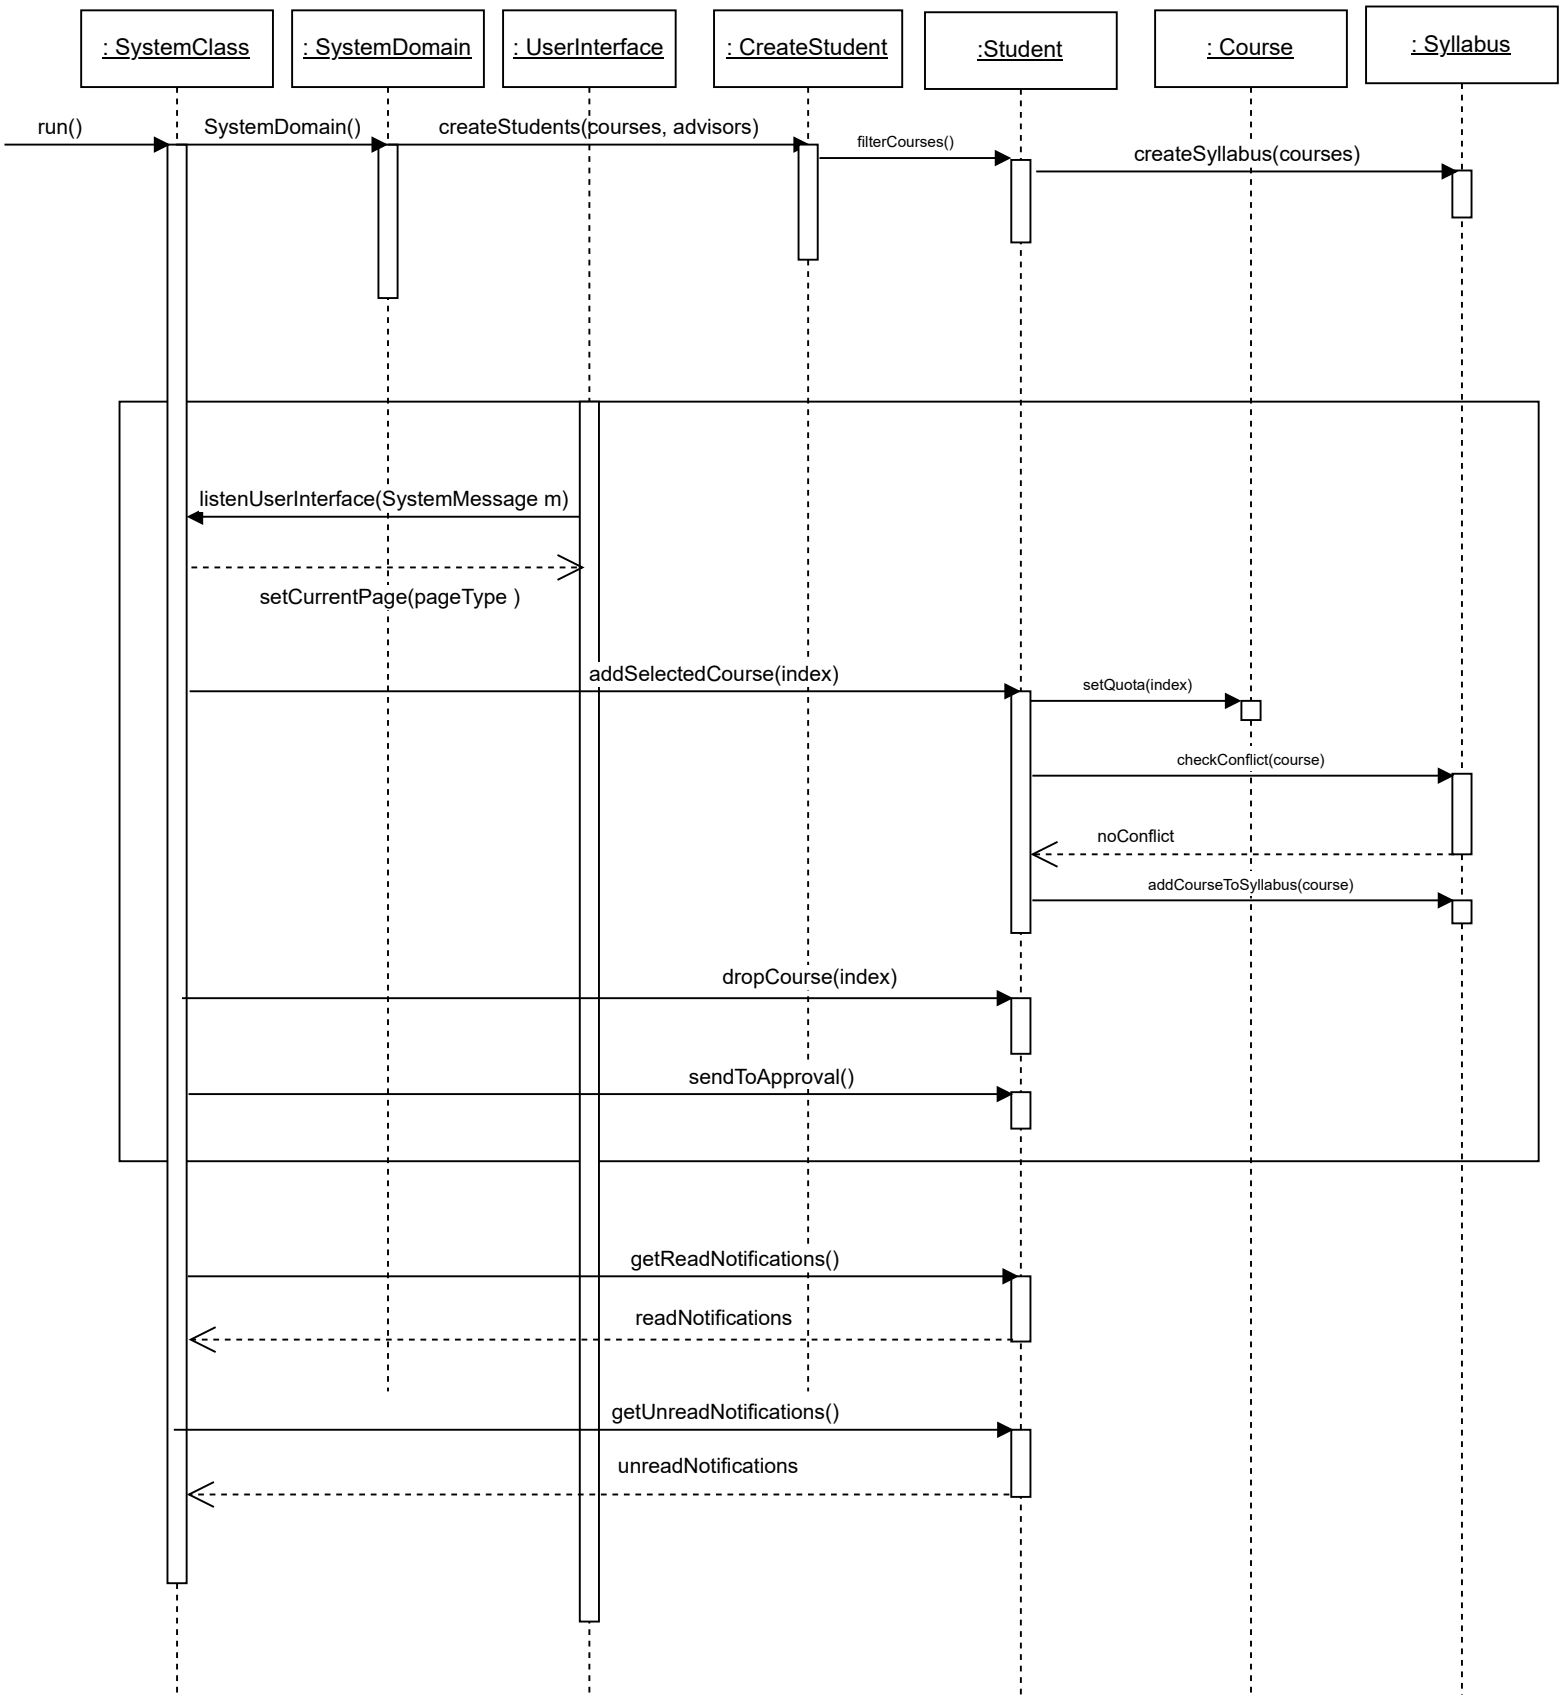 : SystemClass
: SystemDomain
: UserInterface
: CreateStudent
:Student
: Course
: Syllabus
run()
SystemDomain()
createStudents(courses, advisors)
filterCourses()
createSyllabus(courses)
listenUserInterface(SystemMessage m)
setCurrentPage(pageType )
addSelectedCourse(index)
setQuota(index)
checkConflict(course)
noConflict
addCourseToSyllabus(course)
dropCourse(index)
sendToApproval()
getReadNotifications()
readNotifications
getUnreadNotifications()
unreadNotifications